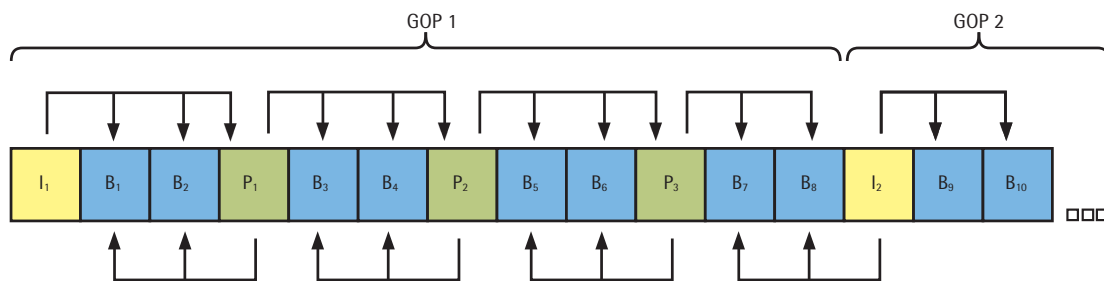 GOP 1 GOP 2
I₁ B₁ B₂ P₁ B₃ B₄ P₂ B₅ B₆ P₃ B₇ B₈ I₂ B₉ B₁₀